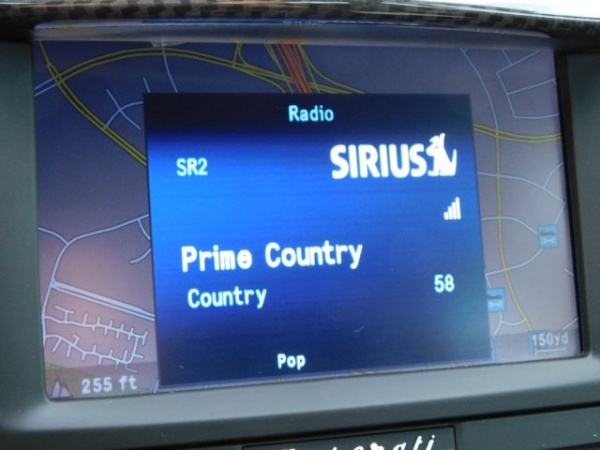 Radio
SR2
SIRIUS
Prime Country
Country
58
Pop
255 ft
150yd